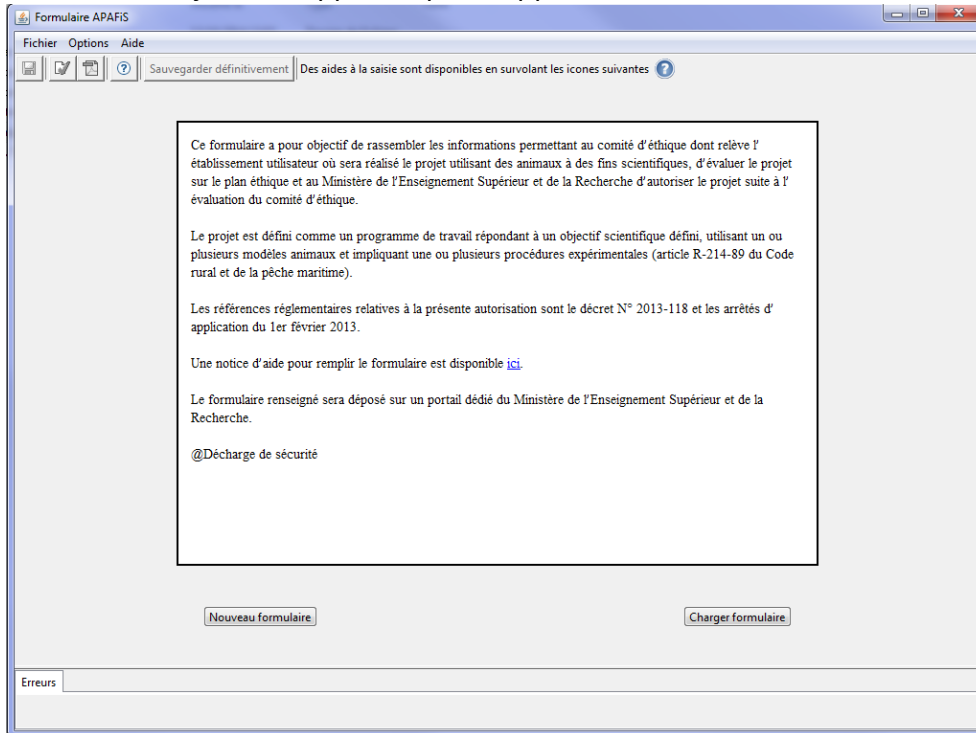 Formulaire APAFiS
Fichier Options Aide
Sauvegarder définitivement Des aides à la saisie sont disponibles en survolant les icones suivantes ?
Ce formulaire a pour objectif de rassembler les informations permettant au comité d'éthique dont relève l'
établissement utilisateur où sera réalisé le projet utilisant des animaux à des fins scientifiques, d'évaluer le projet
sur le plan éthique et au Ministère de l'Enseignement Supérieur et de la Recherche d'autoriser le projet suite à l'
évaluation du comité d'éthique.
Le projet est défini comme un programme de travail répondant à un objectif scientifique défini, utilisant un ou
plusieurs modèles animaux et impliquant une ou plusieurs procédures expérimentales (article R-214-89 du Code
rural et de la pêche maritime).
Les références réglementaires relatives à la présente autorisation sont le décret N° 2013-118 et les arrêtés d'
application du 1er février 2013.
Une notice d'aide pour remplir le formulaire est disponible ici.
Le formulaire renseigné sera déposé sur un portail dédié du Ministère de l'Enseignement Supérieur et de la
Recherche.
@Décharge de sécurité
Nouveau formulaire
Charger formulaire
Erreurs